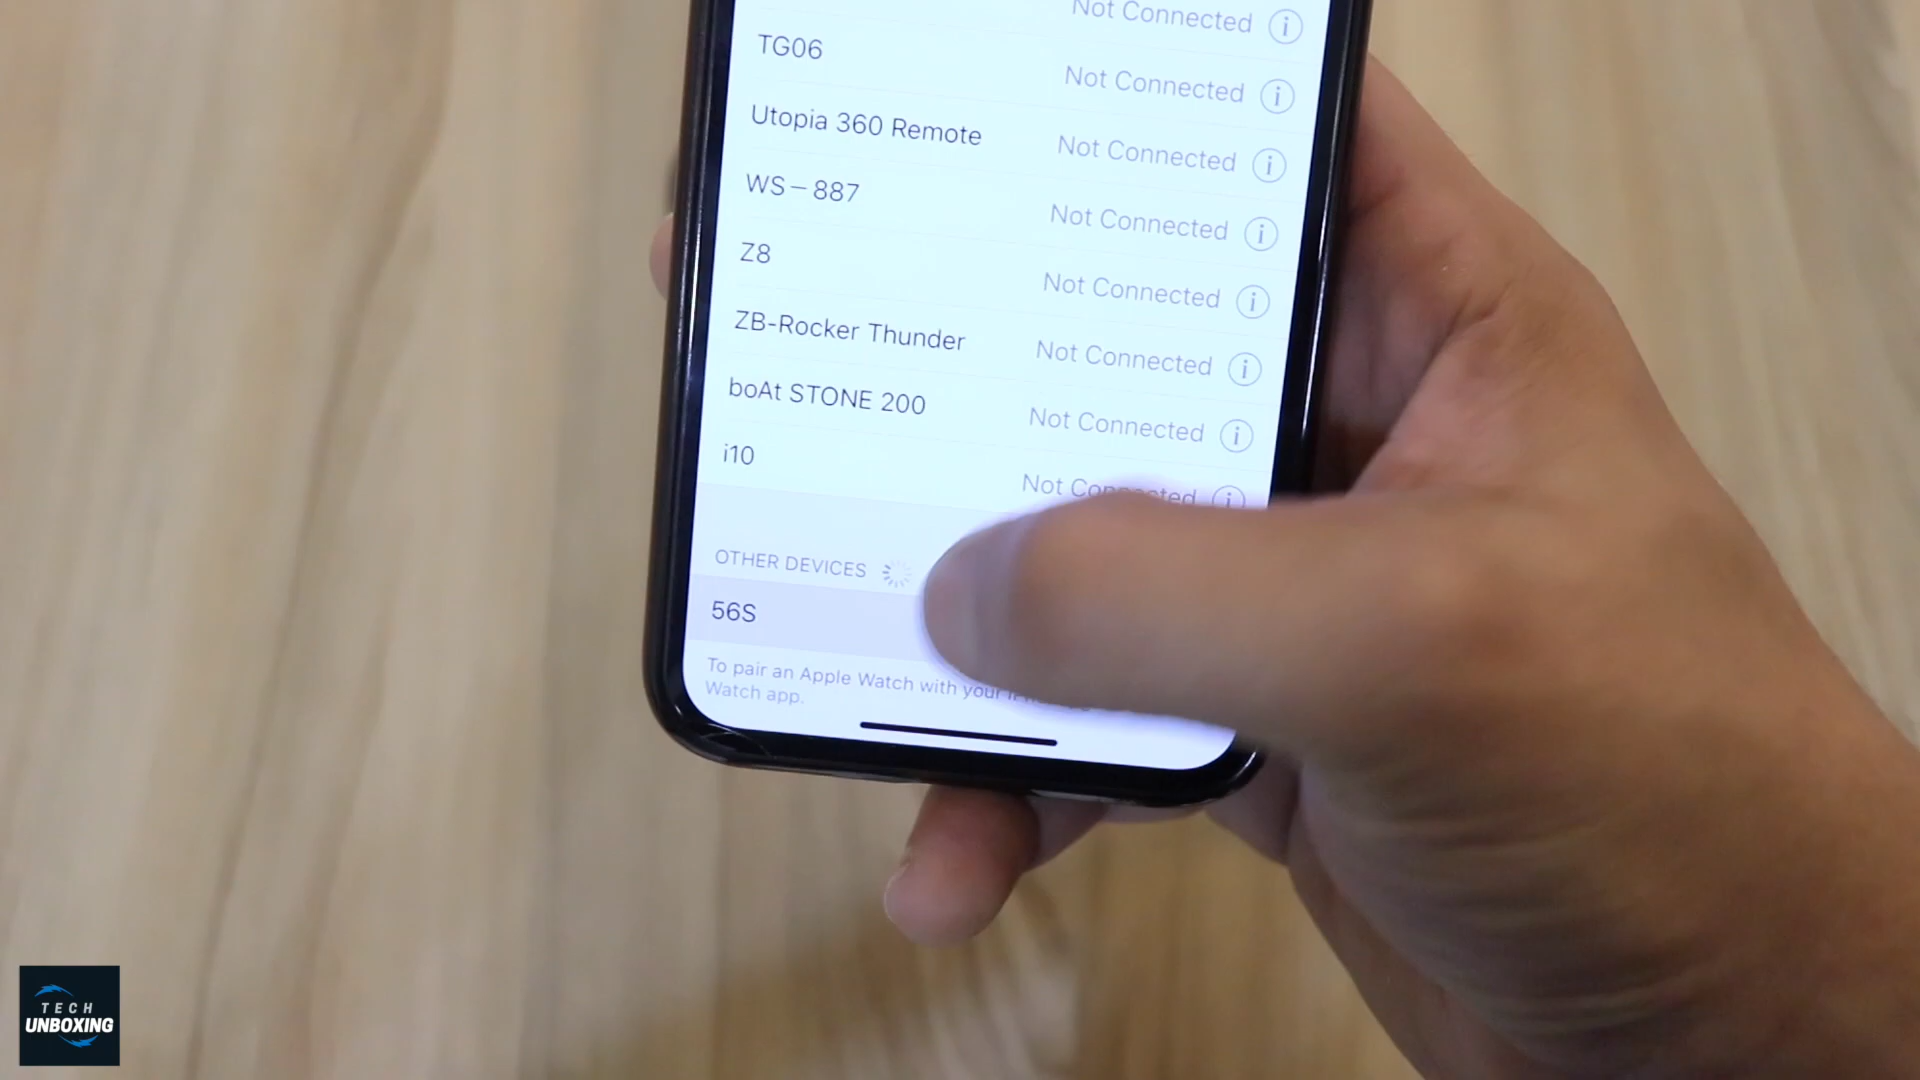 Not Connected
TG06 Not Connected
Utopia 360 Remote Not Connected
WS – 887 Not Connected
Z8 Not Connected
ZB-Rocker Thunder Not Connected
boAt STONE 200 Not Connected
i10 Not Connected
OTHER DEVICES
56S
To pair an Apple Watch with your
Watch app.
TECH
UNBOXING